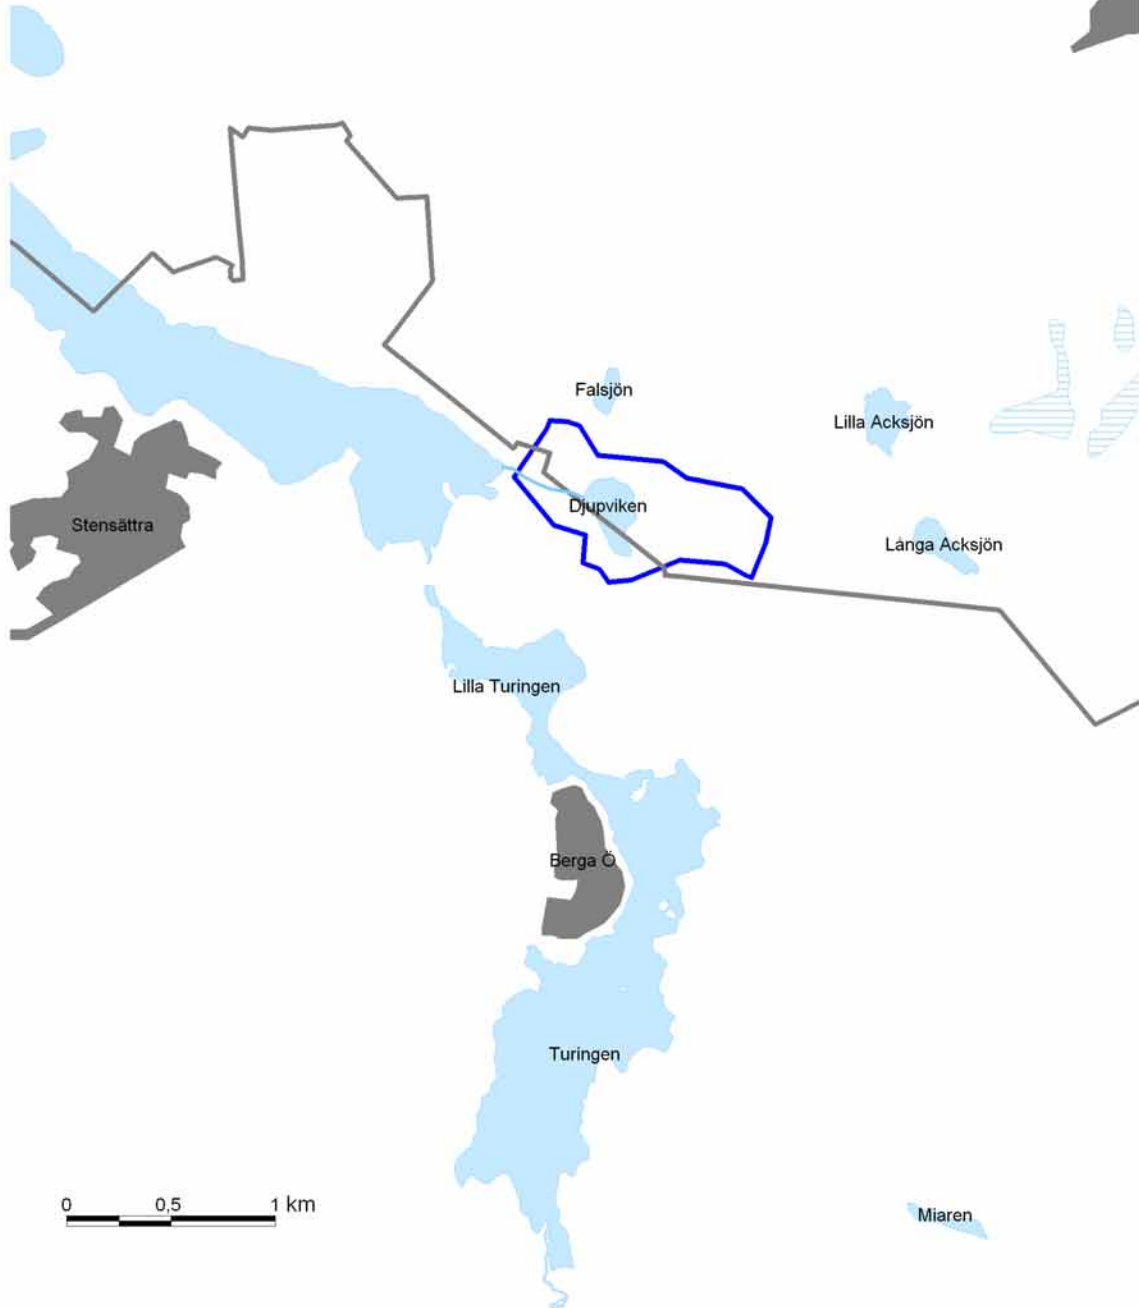 Falsjön
Lilla Acksjön
Djupviken
Stensättra
Långa Acksjön
Lilla Turingen
Berga Ö
Turingen
0 0,5 1 km
Miaren